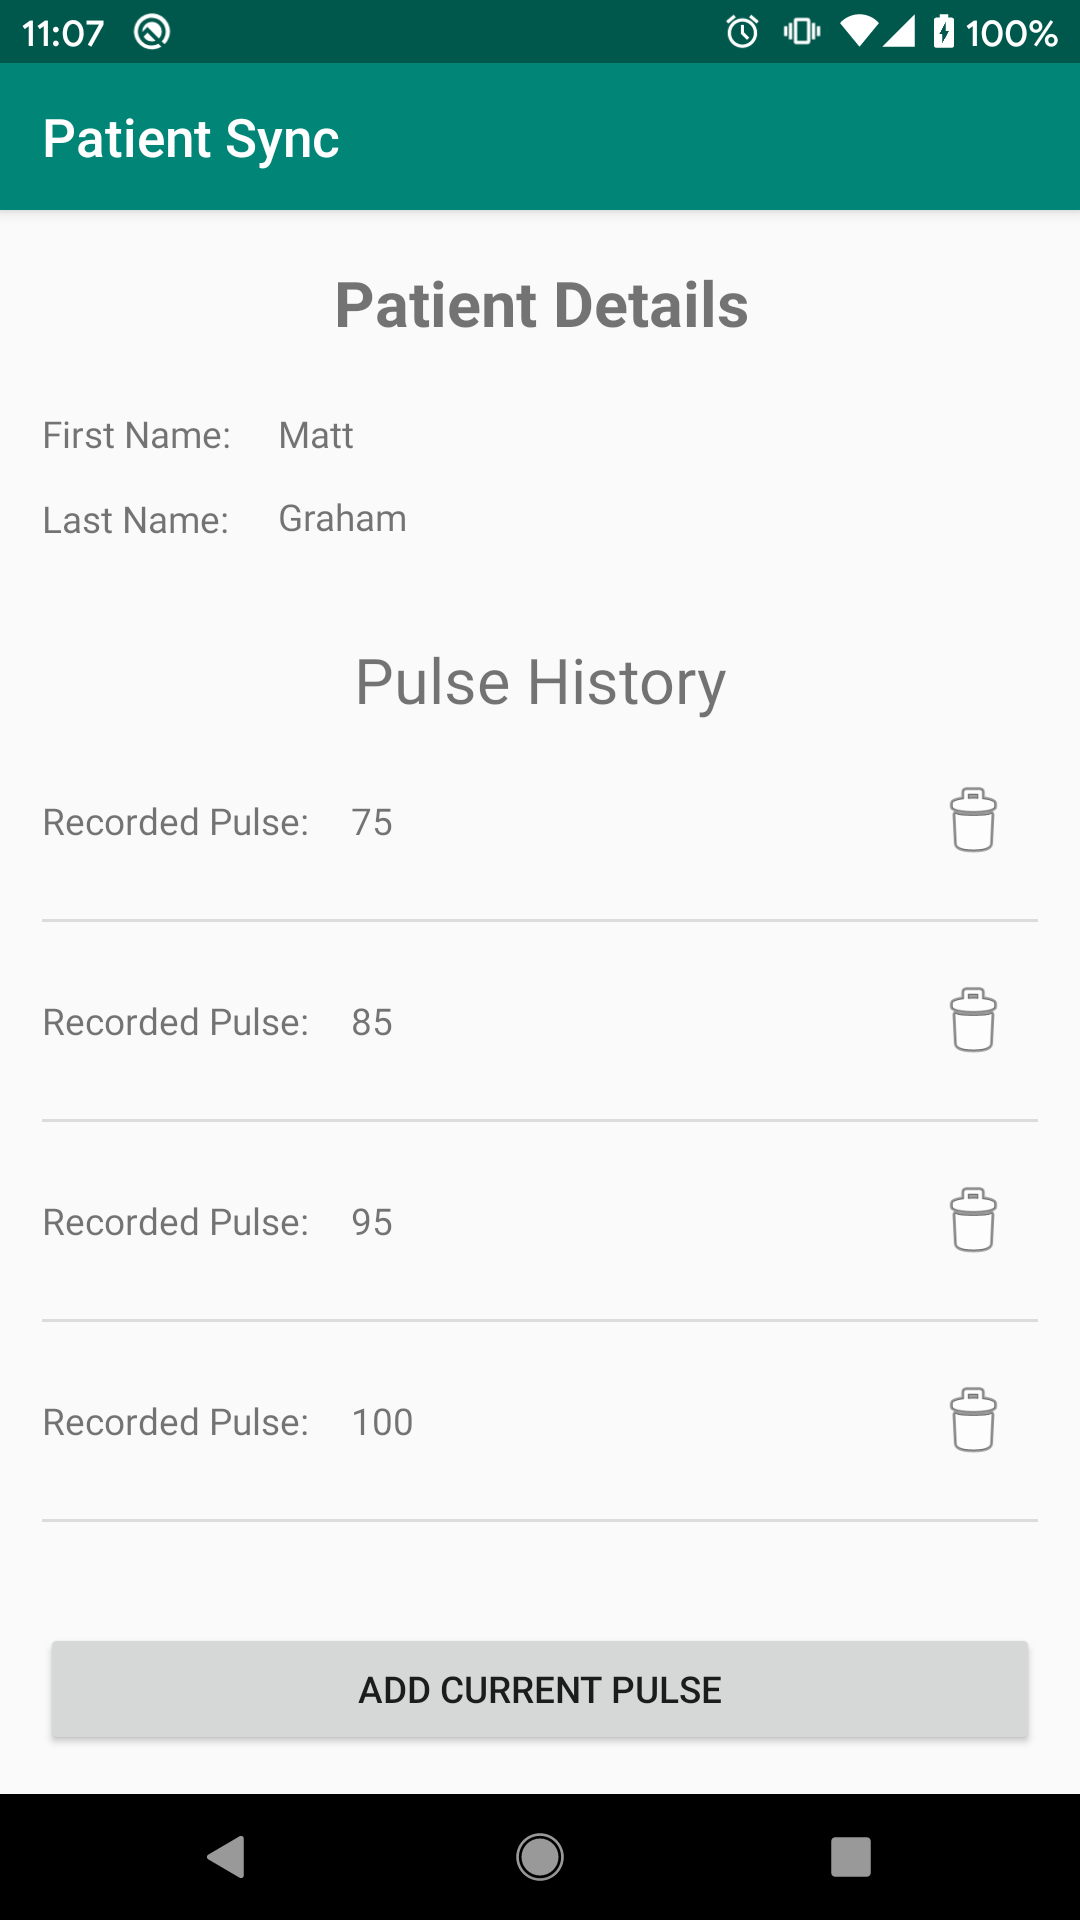 11:07 100%
Patient Sync
Patient Details
First Name: Matt
Last Name: Graham
Pulse History
Recorded Pulse: 75
Recorded Pulse: 85
Recorded Pulse: 95
Recorded Pulse: 100
ADD CURRENT PULSE